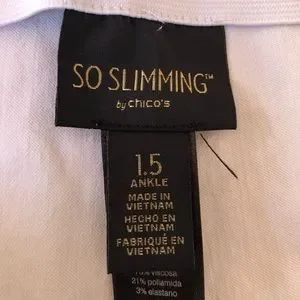 SO SLIMMING™
by chico's
1.5
ANKLE
MADE IN
VIETNAM
HECHO EN
VIETNAM
FABRIQUÉ EN
VIETNAM
viscosa
21% poliamida
3% elastano